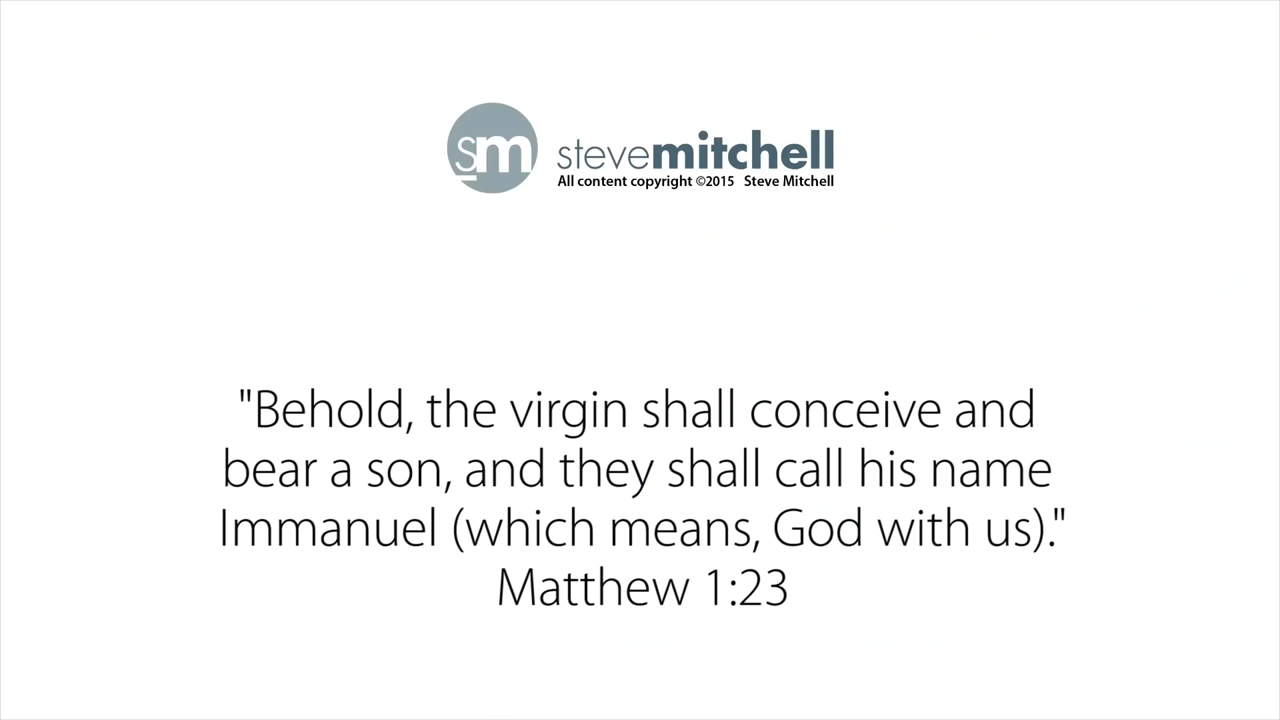 sm
stevemitchell
All content copyright ©2015 Steve Mitchell
"Behold, the virgin shall conceive and
bear a son, and they shall call his name
Immanuel (which means, God with us)."
Matthew 1:23